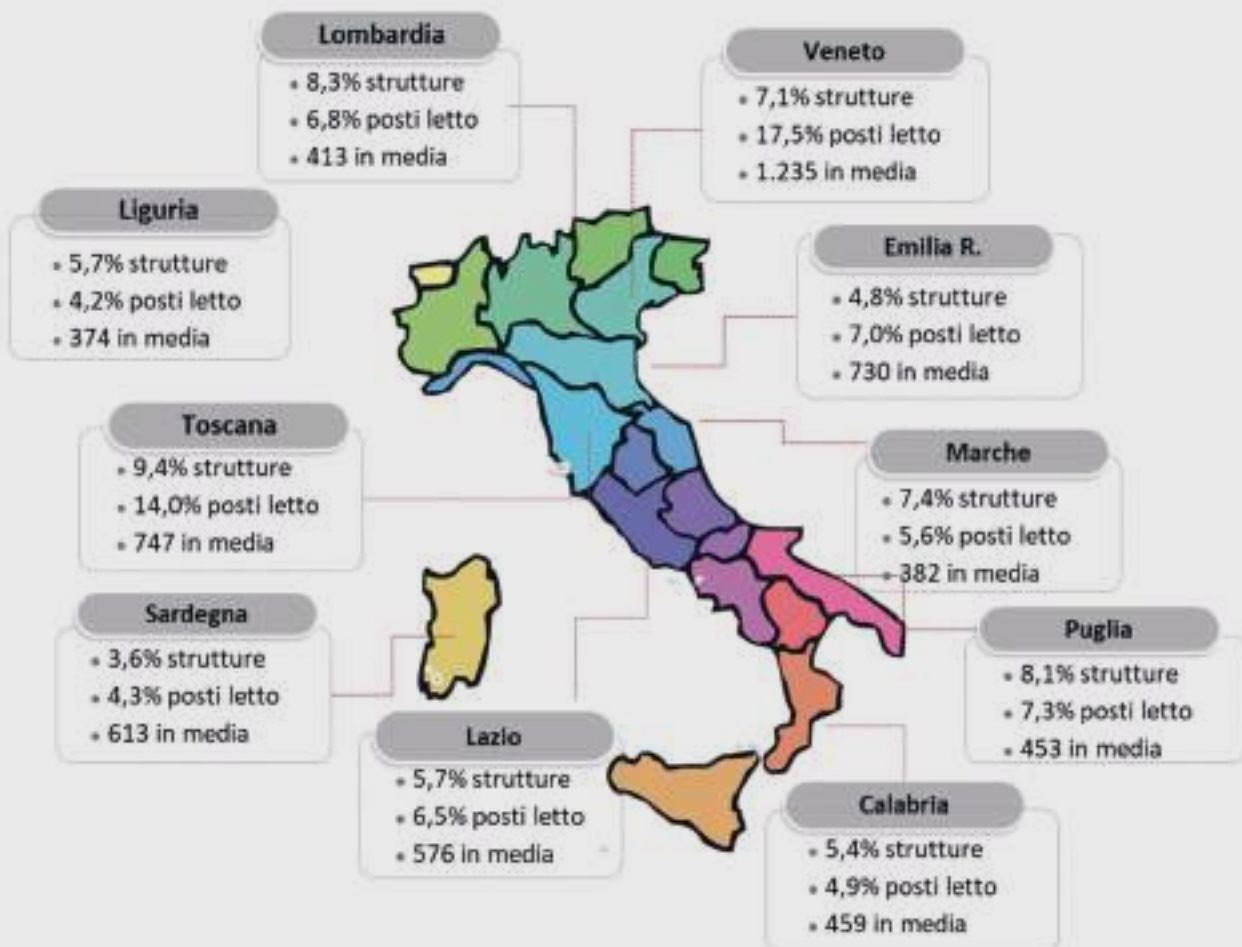 Lombardia
• 8,3% strutture
• 6,8% posti letto
• 413 in media
Veneto
• 7,1% strutture
• 17,5% posti letto
• 1.235 in media
Liguria
• 5,7% strutture
• 4,2% posti letto
• 374 in media
Emilia R.
• 4,8% strutture
• 7,0% posti letto
• 730 in media
Toscana
• 9,4% strutture
• 14,0% posti letto
• 747 in media
Marche
• 7,4% strutture
• 5,6% posti letto
• 382 in media
Sardegna
• 3,6% strutture
• 4,3% posti letto
• 613 in media
Puglia
• 8,1% strutture
• 7,3% posti letto
• 453 in media
Lazio
• 5,7% strutture
• 6,5% posti letto
• 576 in media
Calabria
• 5,4% strutture
• 4,9% posti letto
• 459 in media